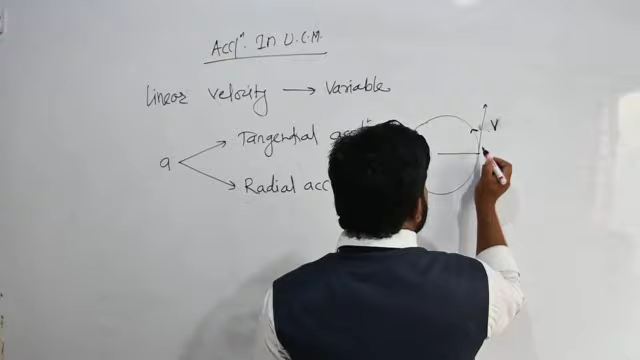 Accⁿ. In U.C.M.
linear velocity → Variable
V
Tangential accⁿ
a
Radial acc